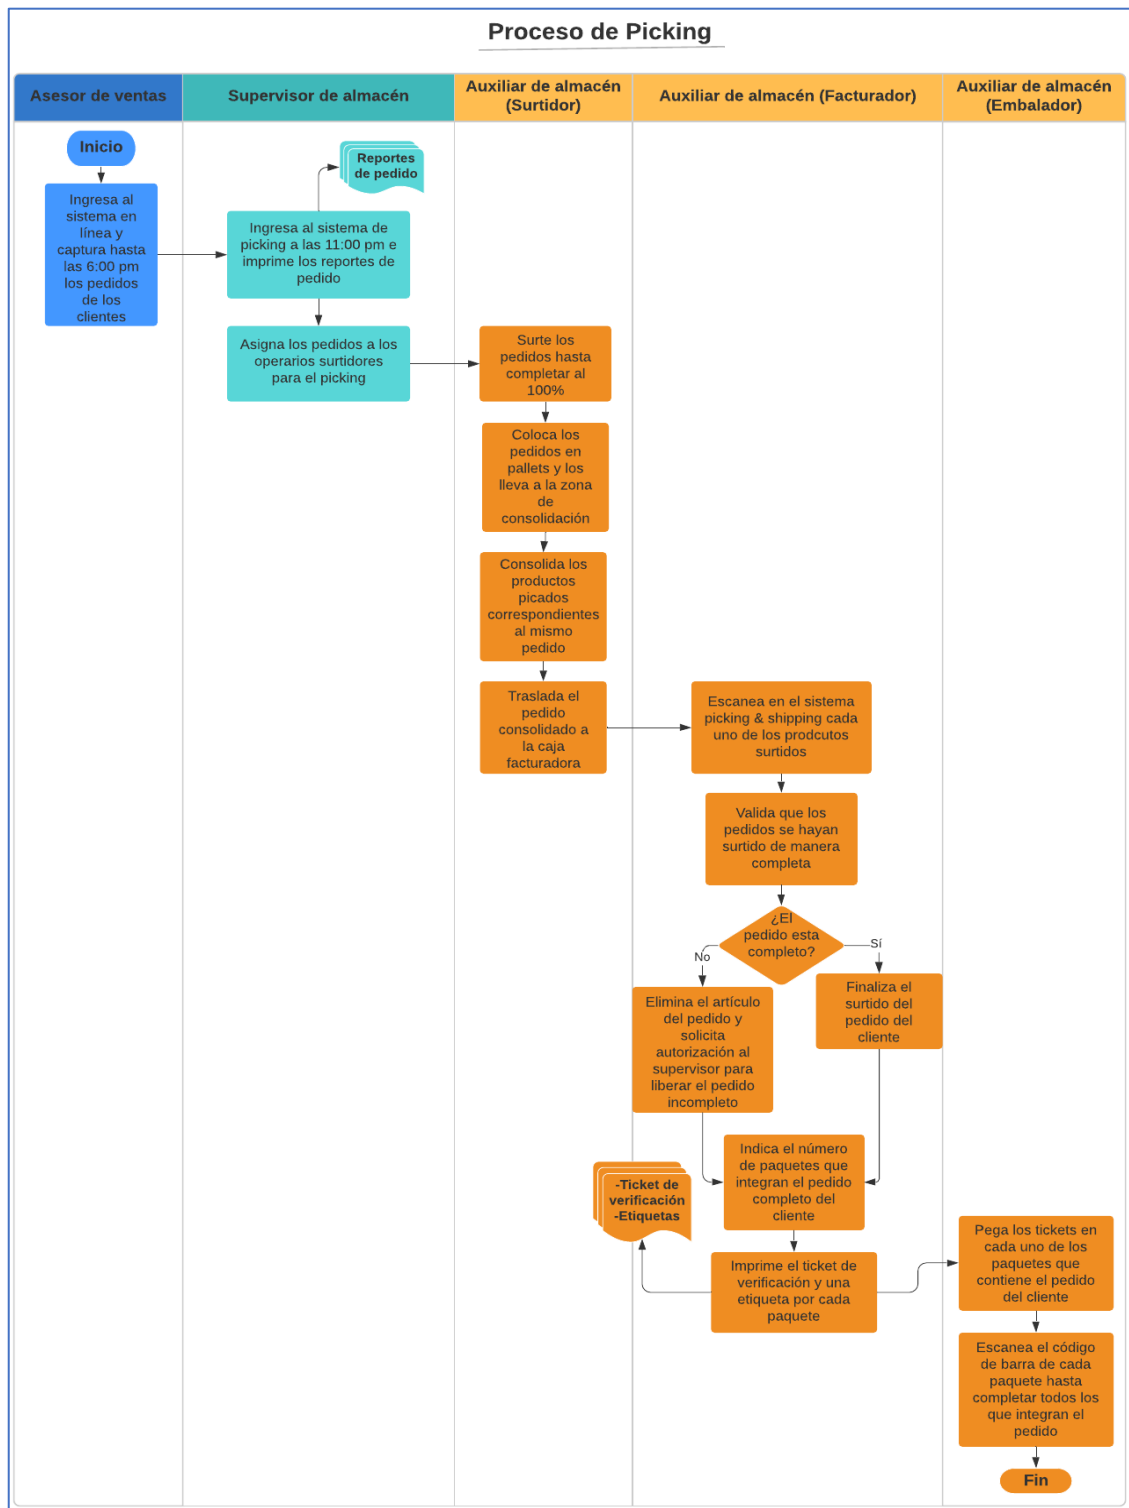 Proceso de Picking
Asesor de ventas
Supervisor de almacén
Auxiliar de almacén
(Surtidor)
Auxiliar de almacén (Facturador)
Auxiliar de almacén
(Embalador)
Inicio
Ingresa al
sistema en
línea y
captura hasta
las 6:00 pm
los pedidos
de los
clientes
Reportes
de pedido
Ingresa al sistema de
picking a las 11:00 pm e
imprime los reportes de
pedido
Asigna los pedidos a los
operarios surtidores
para el picking
Surte los
pedidos hasta
completar al
100%
Coloca los
pedidos en
pallets y los
lleva a la zona
de
consolidación
Consolida los
productos
picados
correspondientes
al mismo
pedido
Traslada el
pedido
consolidado a
la caja
facturadora
Escanea en el sistema
picking & shipping cada
uno de los prodcutos
surtidos
Valida que los
pedidos se hayan
surtido de manera
completa
¿El
pedido esta
completo?
No
Sí
Elimina el artículo
del pedido y
solicita
autorización al
supervisor para
liberar el pedido
incompleto
Finaliza el
surtido del
pedido del
cliente
Indica el número
de paquetes que
integran el pedido
completo del
cliente
-Ticket de
verificación
-Etiquetas
Imprime el ticket de
verificación y una
etiqueta por cada
paquete
Pega los tickets en
cada uno de los
paquetes que
contiene el pedido
del cliente
Escanea el código
de barra de cada
paquete hasta
completar todos los
que integran el
pedido
Fin